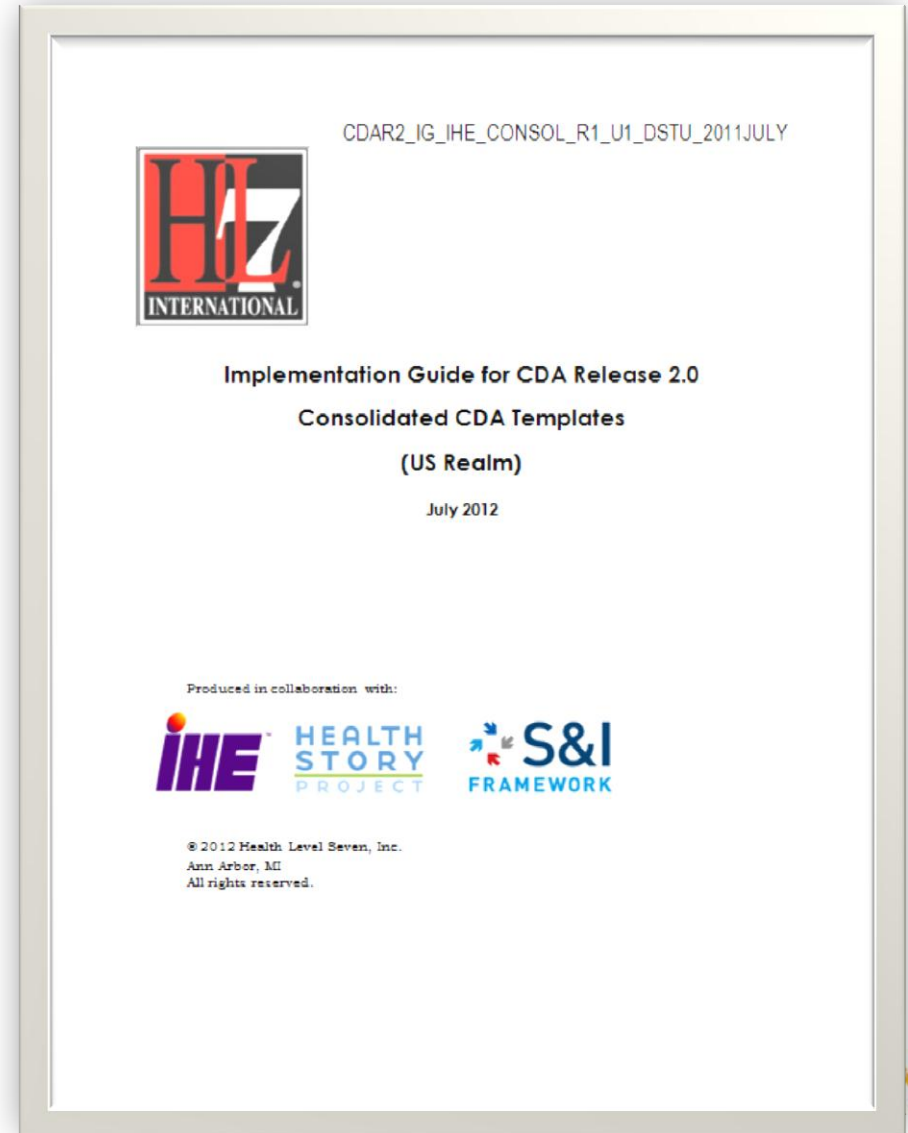 CDAR2_IG_IHE_CONSOL_R1_U1_DSTU_2011JULY
HL7
INTERNATIONAL
Implementation Guide for CDA Release 2.0
Consolidated CDA Templates
(US Realm)
July 2012
Produced in collaboration with:
IHE™ HEALTH STORY PROJECT S&I FRAMEWORK
© 2012 Health Level Seven, Inc.
Ann Arbor, MI
All rights reserved.